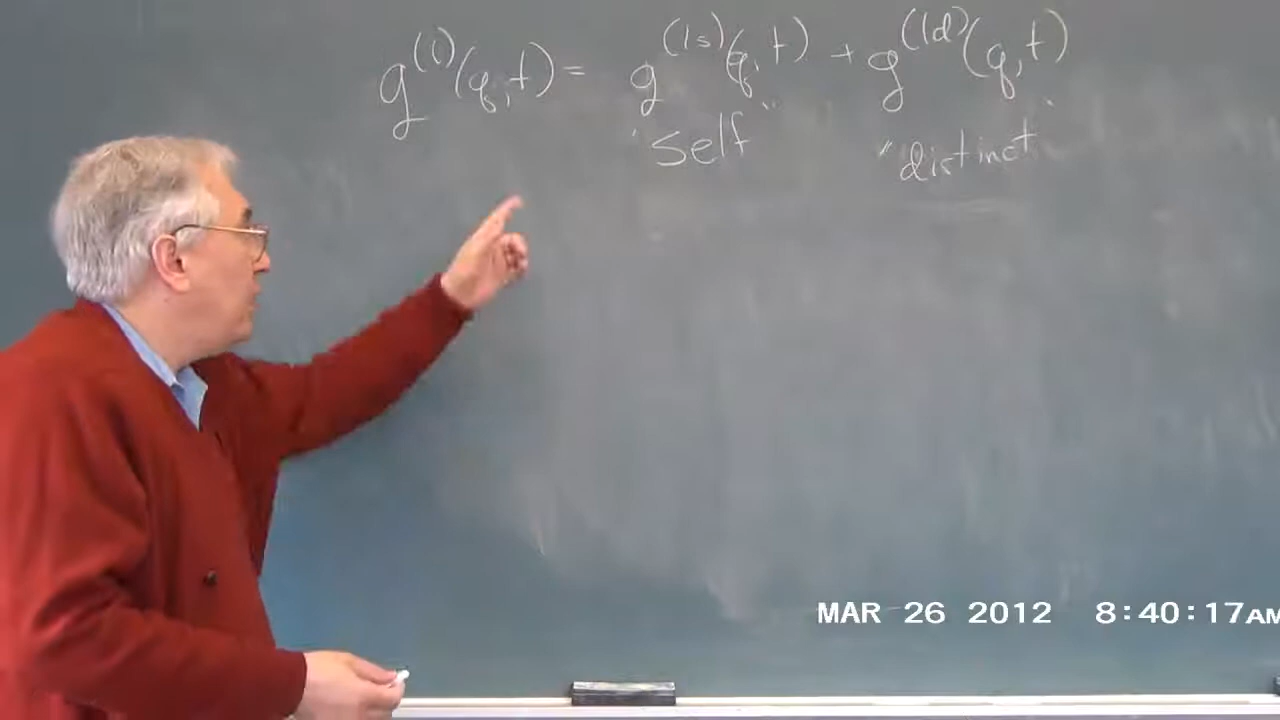 g^(1)(q,t) = g^(1s)(q,t) + g^(1d)(q,t)
"self" "distinct"
MAR 26 2012 8:40:17AM